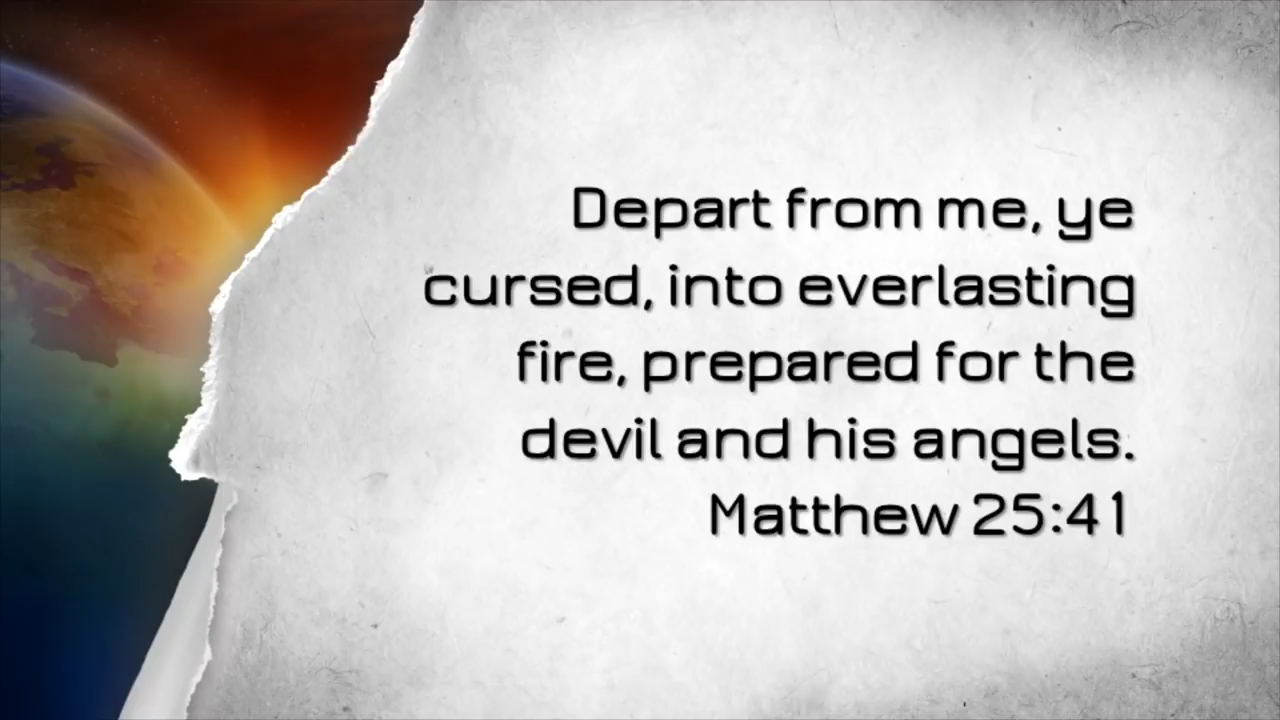 Depart from me, ye
cursed, into everlasting
fire, prepared for the
devil and his angels.
Matthew 25:41